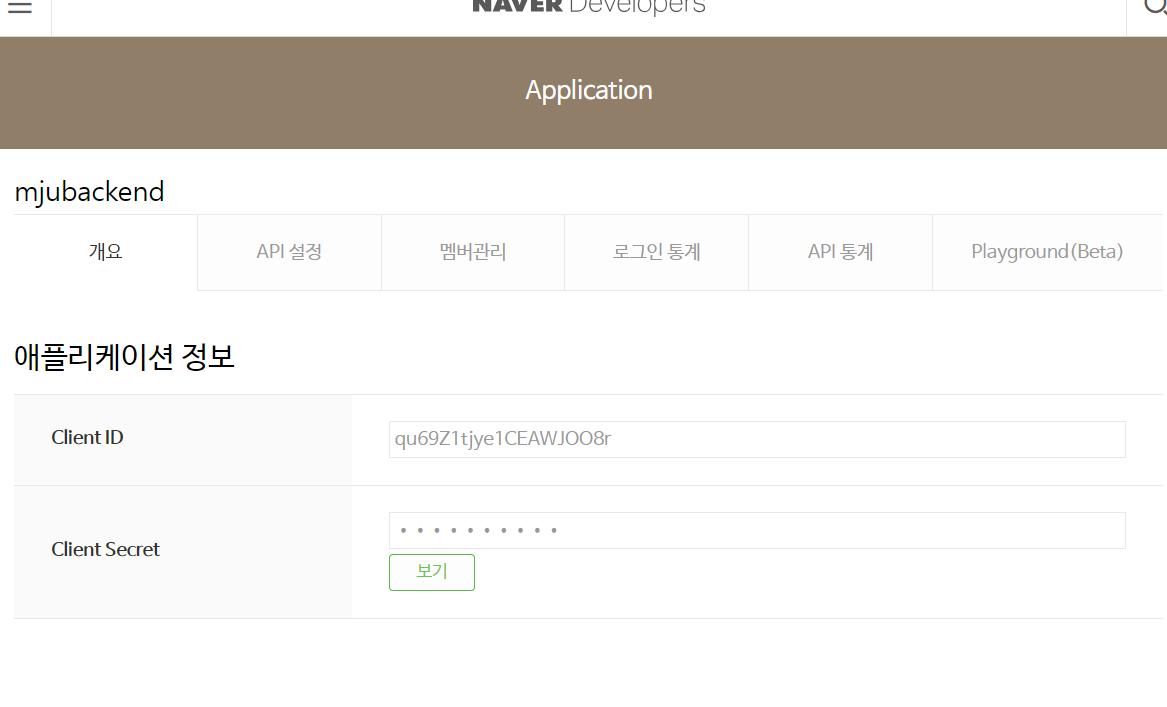 NAVER Developers
Application
mjubackend
개요 API 설정 멤버관리 로그인 통계 API 통계 Playground(Beta)
애플리케이션 정보
Client ID qu69Z1tjye1CEAWJOO8r
Client Secret ••••••••••
보기